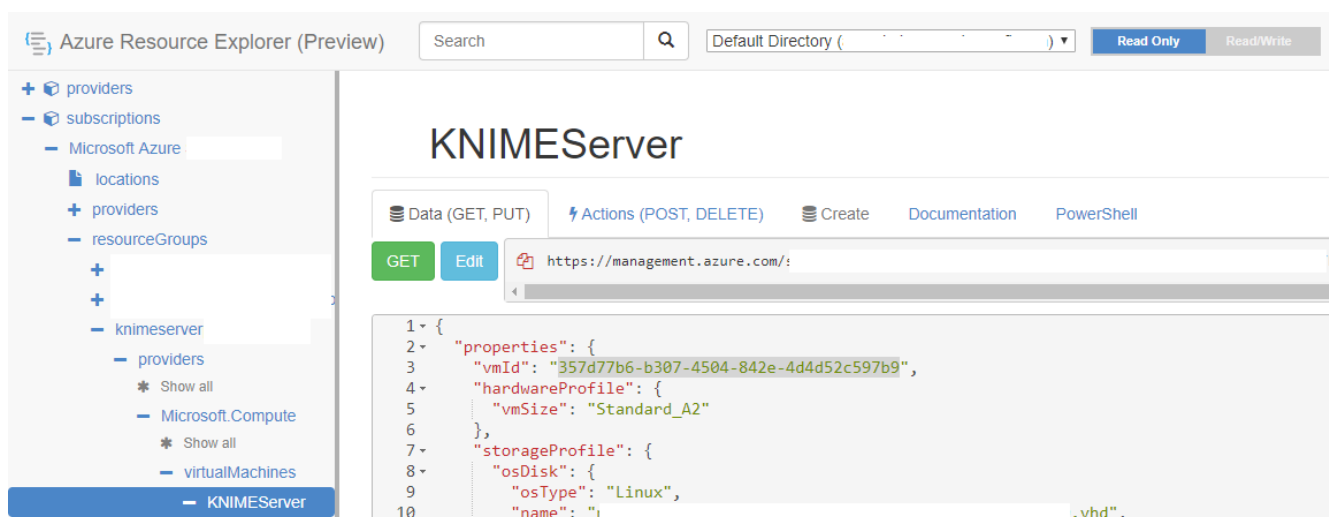 Azure Resource Explorer (Preview)
Search
Default Directory (
)
Read Only
Read/Write
providers
subscriptions
Microsoft Azure
locations
providers
resourceGroups
knimeserver
providers
Show all
Microsoft.Compute
Show all
virtualMachines
KNIMEServer
KNIMEServer
Data (GET, PUT)
Actions (POST, DELETE)
Create
Documentation
PowerShell
GET
Edit
https://management.azure.com/
1 {
2 "properties": {
3 "vmId": "357d77b6-b307-4504-842e-4d4d52c597b9",
4 "hardwareProfile": {
5 "vmSize": "Standard_A2"
6 },
7 "storageProfile": {
8 "osDisk": {
9 "osType": "Linux",
10 "name": " .vhd",